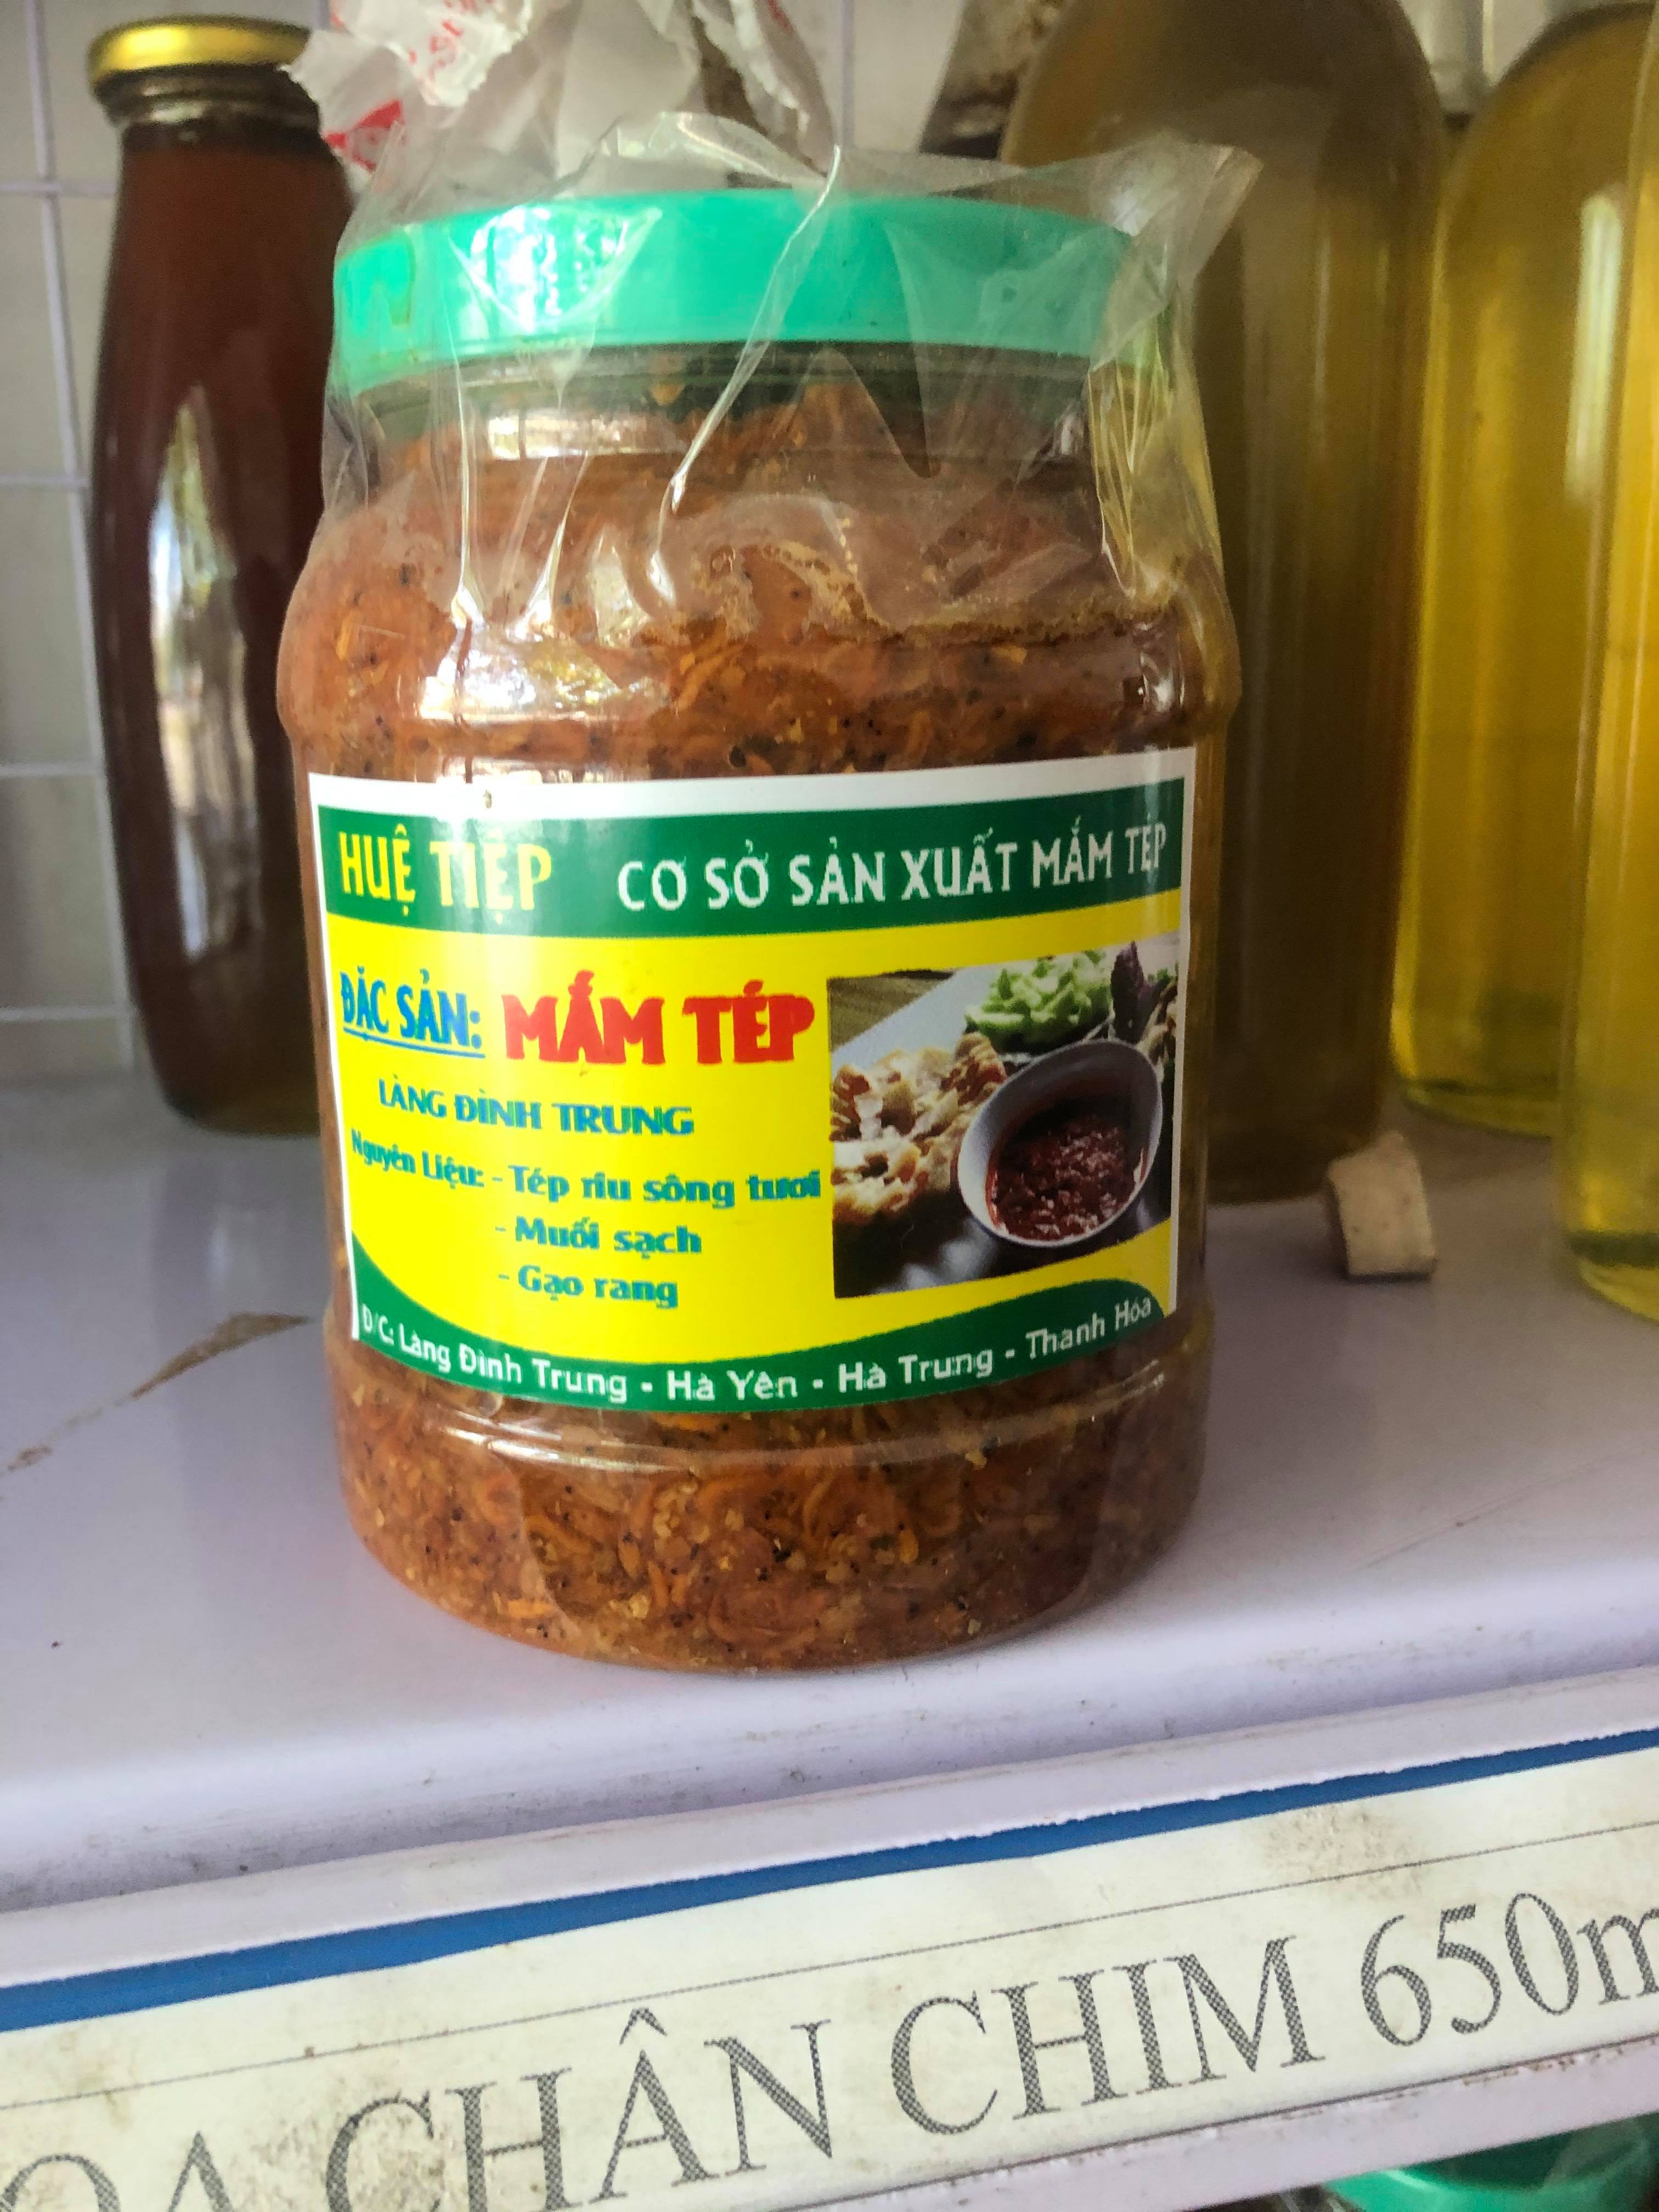 HUỆ TIỆP CƠ SỞ SẢN XUẤT MẮM TÉP
ĐẶC SẢN: MẮM TÉP
LÀNG ĐÌNH TRUNG
Nguyên Liệu: - Tép riu sông tươi
- Muối sạch
- Gạo rang
Đ/C: Làng Đình Trung - Hà Yên - Hà Trung - Thanh Hóa
CHÂN CHIM 650m